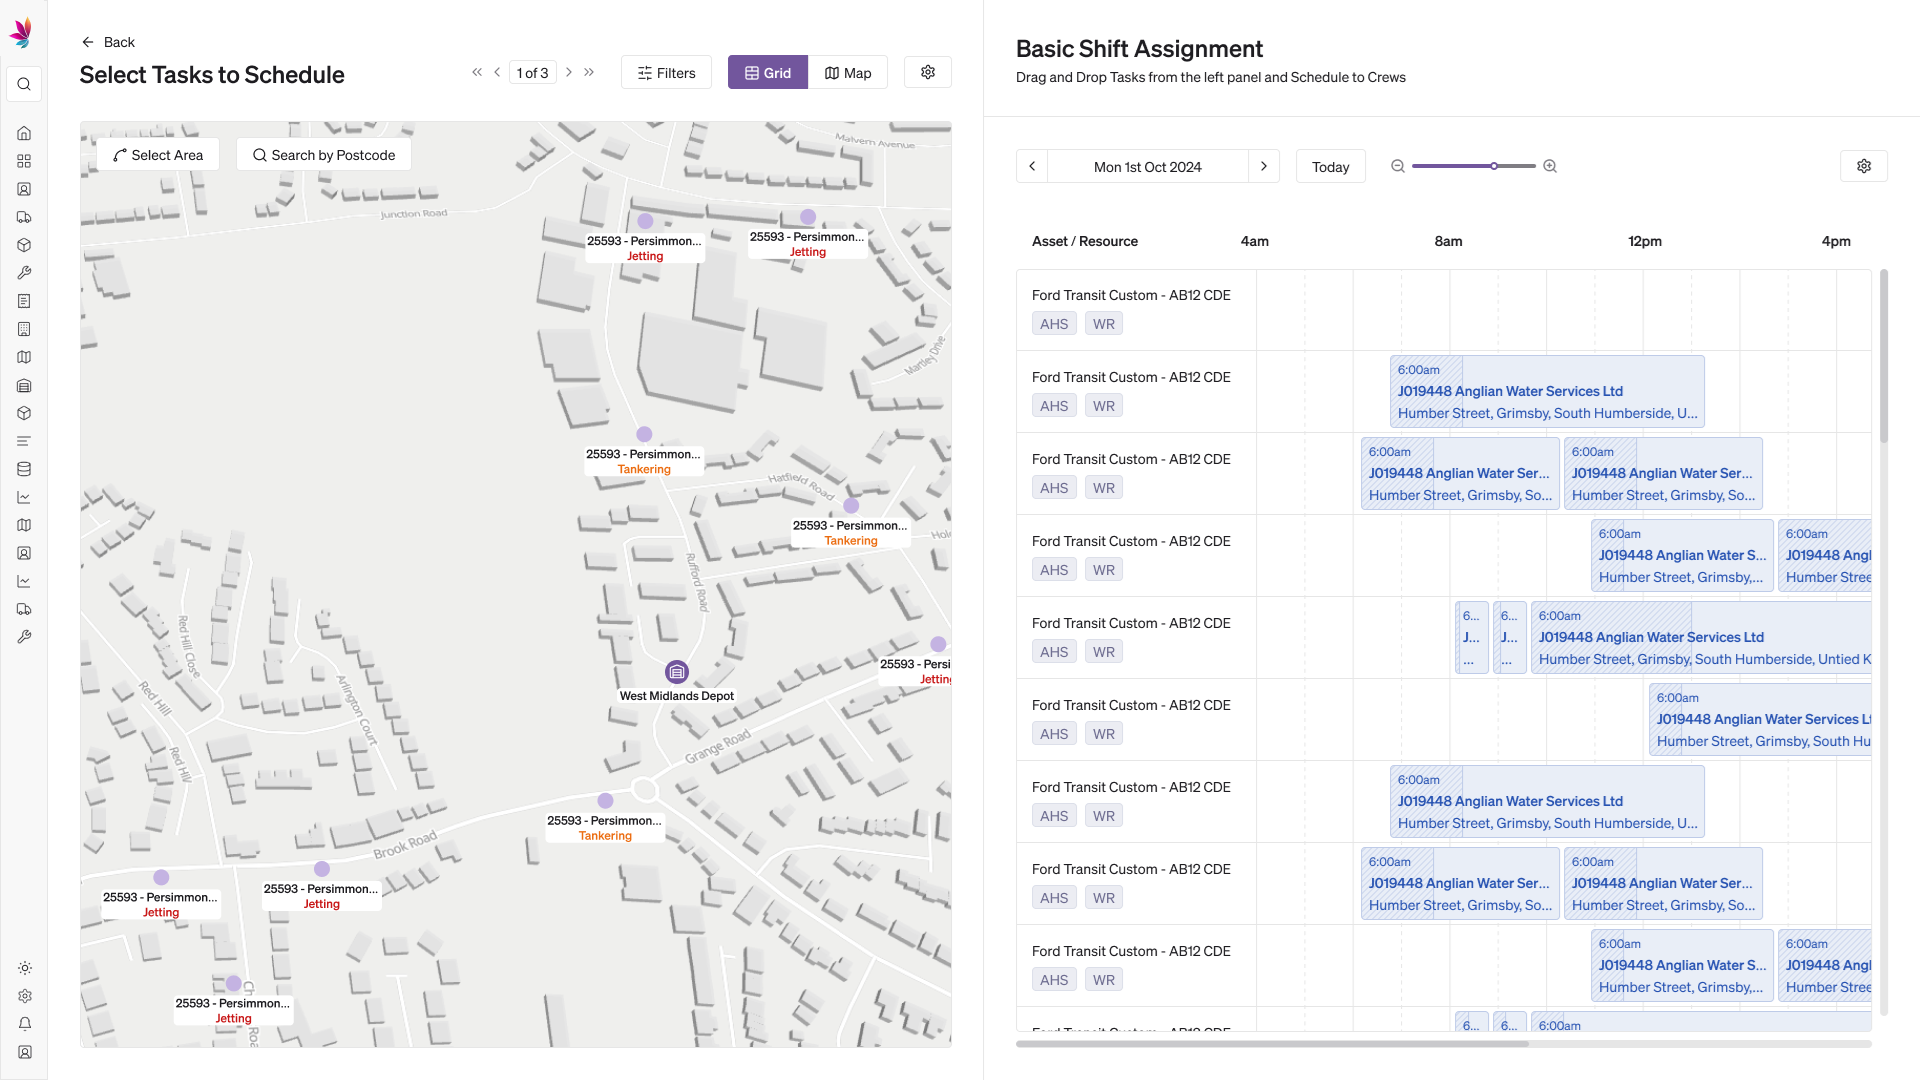 Back
Select Tasks to Schedule
1 of 3
Filters
Grid
Map
Select Area
Search by Postcode
Malvern Avenue
Junction Road
25593 - Persimmon...
Jetting
25593 - Persimmon...
Jetting
Martley Drive
25593 - Persimmon...
Tankering
Hatfield Road
25593 - Persimmon...
Tankering
Rufford Road
Red Hill Close
25593 - Persi
Jetting
West Midlands Depot
Red Hill
Arlington Court
Grange Road
Red Hill
25593 - Persimmon...
Tankering
Brook Road
25593 - Persimmon...
Jetting
25593 - Persimmon...
Jetting
25593 - Persimmon...
Jetting
Basic Shift Assignment
Drag and Drop Tasks from the left panel and Schedule to Crews
Mon 1st Oct 2024
Today
Asset / Resource
4am
8am
12pm
4pm
Ford Transit Custom - AB12 CDE
AHS WR
Ford Transit Custom - AB12 CDE
AHS WR
6:00am
J019448 Anglian Water Services Ltd
Humber Street, Grimsby, South Humberside, U...
Ford Transit Custom - AB12 CDE
AHS WR
6:00am
J019448 Anglian Water Ser...
Humber Street, Grimsby, So...
6:00am
J019448 Anglian Water Ser...
Humber Street, Grimsby, So...
Ford Transit Custom - AB12 CDE
AHS WR
6:00am
J019448 Anglian Water S...
Humber Street, Grimsby,...
6:00am
J019448 Angl
Humber Stree
Ford Transit Custom - AB12 CDE
AHS WR
6...
J...
...
6...
J...
...
6:00am
J019448 Anglian Water Services Ltd
Humber Street, Grimsby, South Humberside, Untied K
Ford Transit Custom - AB12 CDE
AHS WR
6:00am
J019448 Anglian Water Services Lt
Humber Street, Grimsby, South Hu
Ford Transit Custom - AB12 CDE
AHS WR
6:00am
J019448 Anglian Water Services Ltd
Humber Street, Grimsby, South Humberside, U...
Ford Transit Custom - AB12 CDE
AHS WR
6:00am
J019448 Anglian Water Ser...
Humber Street, Grimsby, So...
6:00am
J019448 Anglian Water Ser...
Humber Street, Grimsby, So...
Ford Transit Custom - AB12 CDE
AHS WR
6:00am
J019448 Anglian Water S...
Humber Street, Grimsby,...
6:00am
J019448 Angl
Humber Stree
Ford Transit Custom - AB12 CDE
6...
6...
6:00am